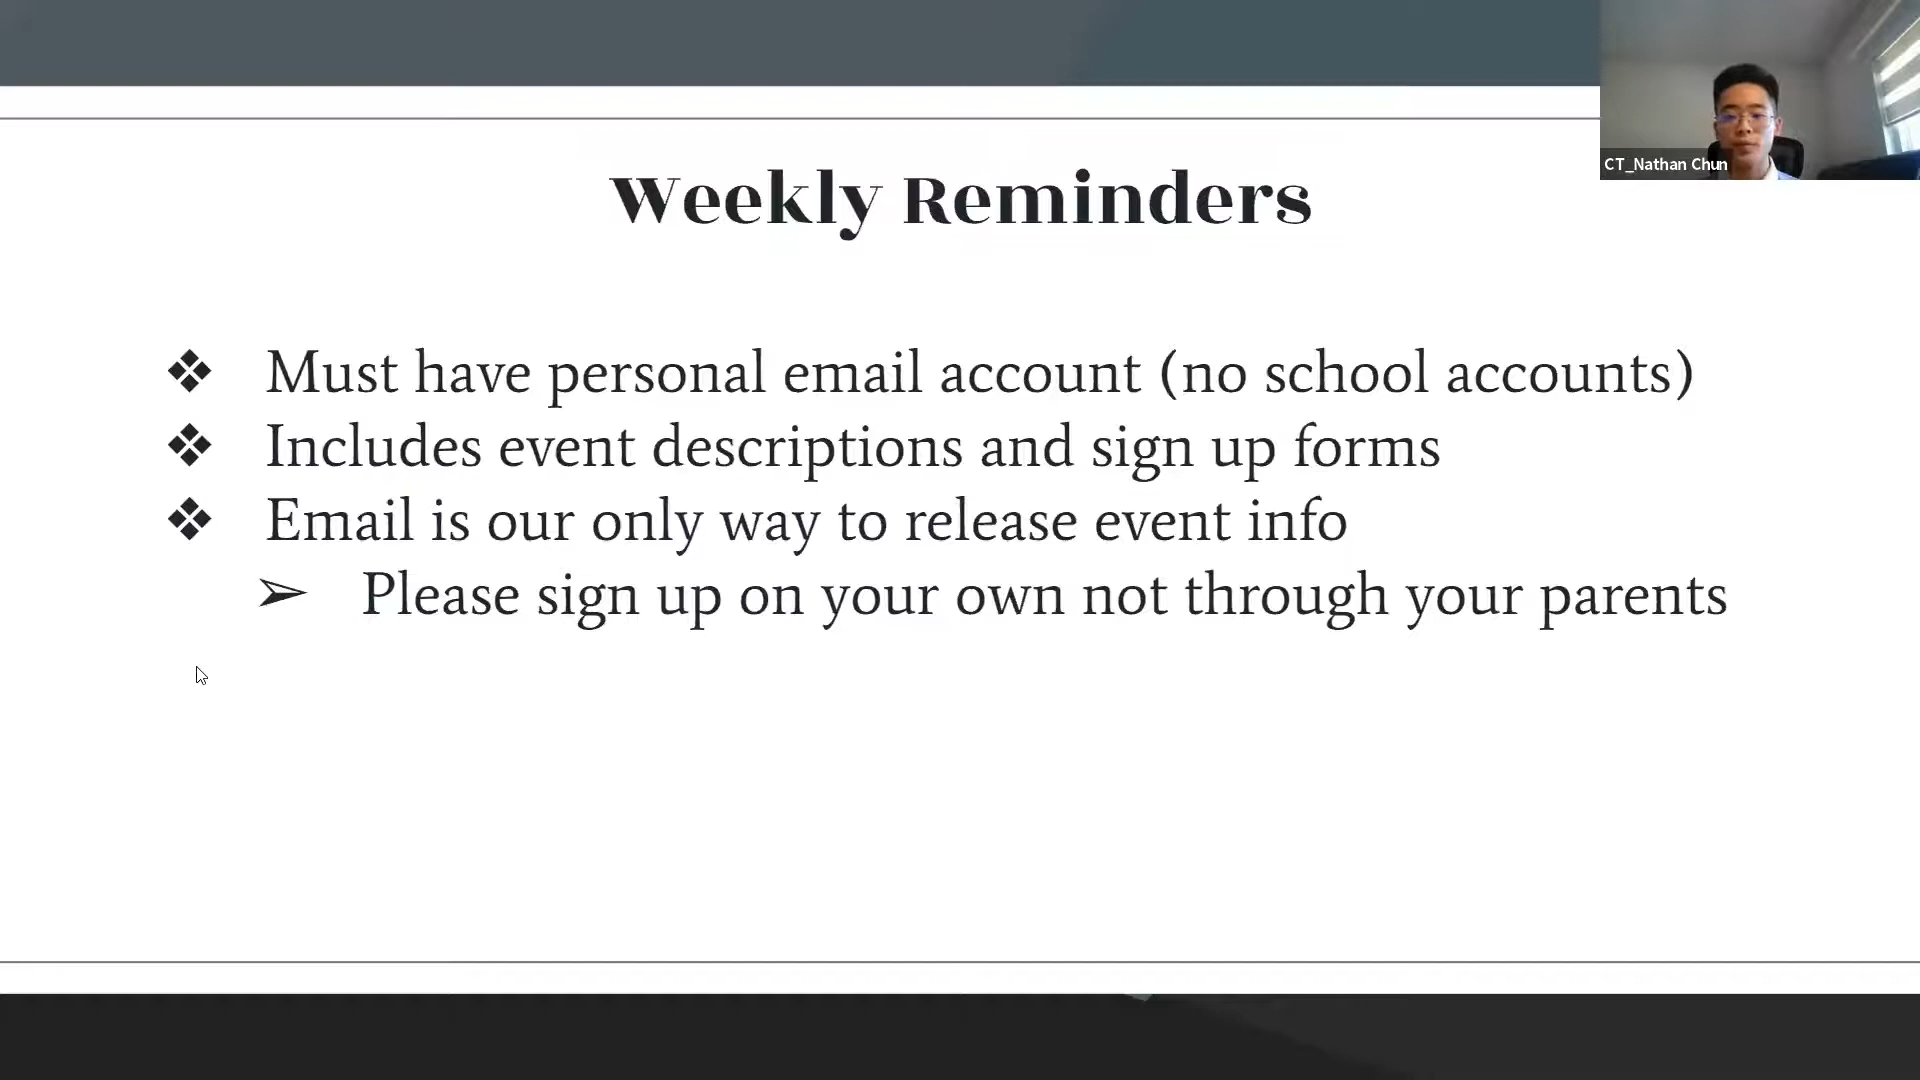 CT_Nathan Chun
Weekly Reminders
❖ Must have personal email account (no school accounts)
❖ Includes event descriptions and sign up forms
❖ Email is our only way to release event info
➢ Please sign up on your own not through your parents